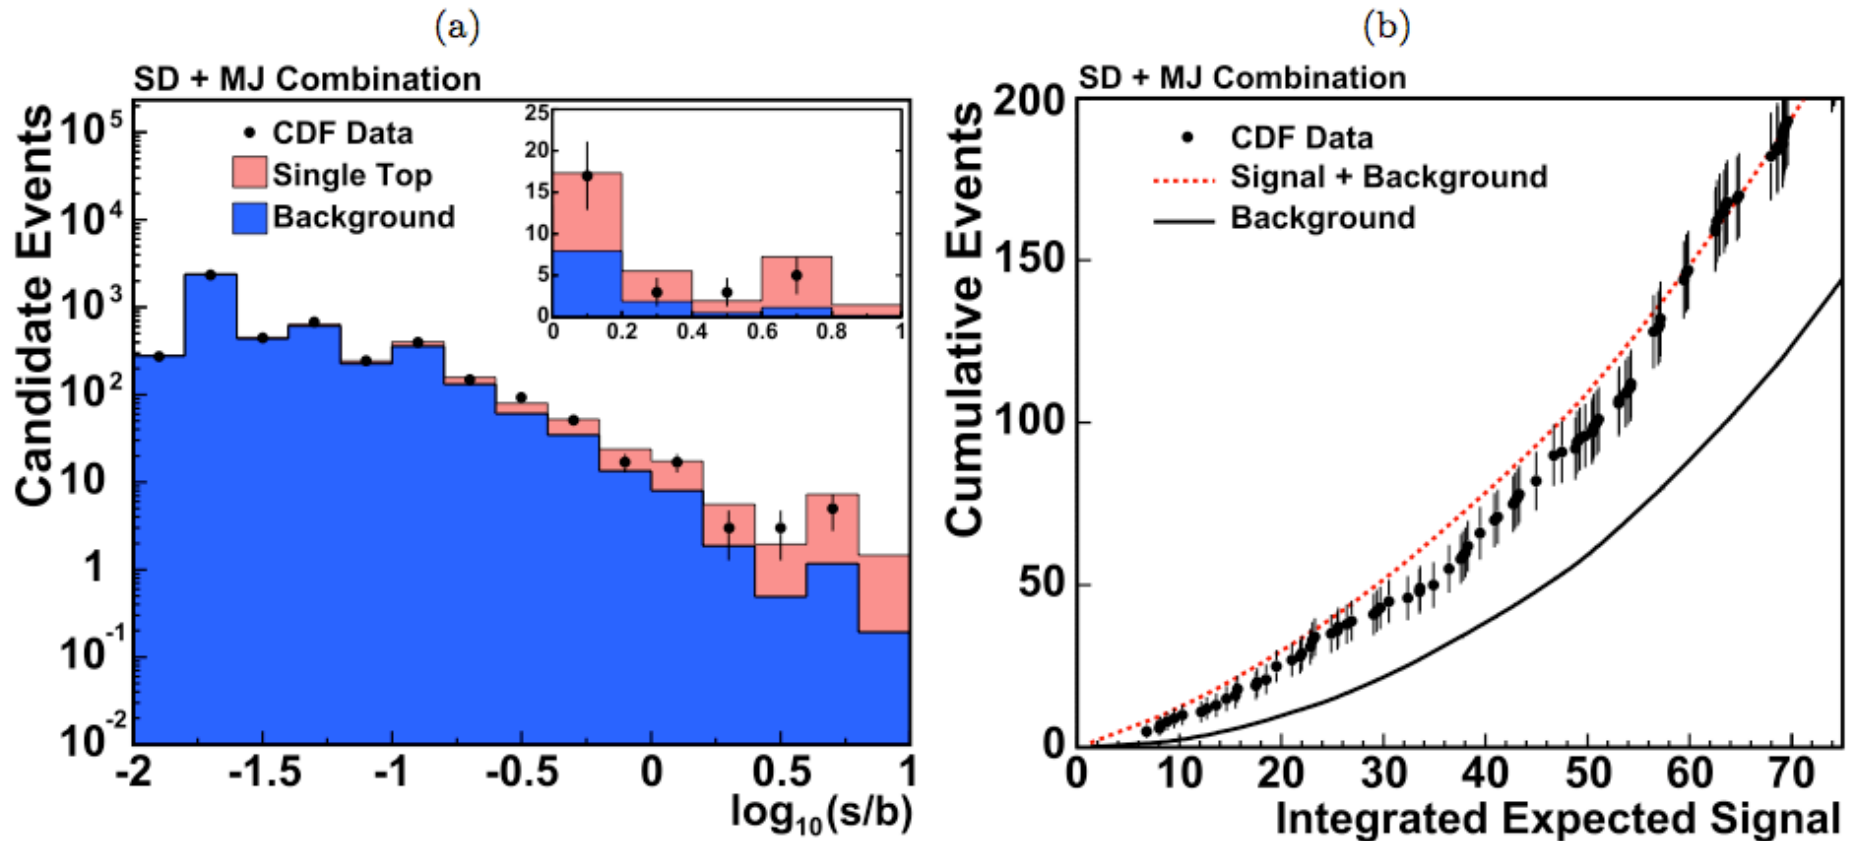 (a)
SD + MJ Combination
CDF Data
Single Top
Background
Candidate Events
10^5
10^4
10^3
10^2
10
1
10^-1
10^-2
-2 -1.5 -1 -0.5 0 0.5 1
log10(s/b)
25
20
15
10
5
0
0 0.2 0.4 0.6 0.8 1
(b)
SD + MJ Combination
CDF Data
Signal + Background
Background
Cumulative Events
200
150
100
50
0
0 10 20 30 40 50 60 70
Integrated Expected Signal